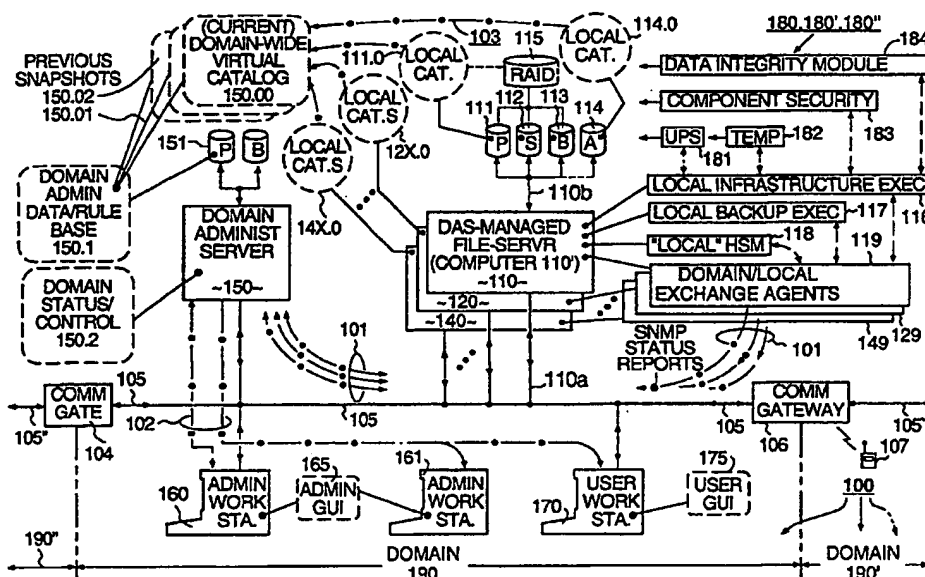 PREVIOUS
SNAPSHOTS
150.02
150.01
(CURRENT)
DOMAIN-WIDE
VIRTUAL
CATALOG
150.00
103
111.0
LOCAL
CAT.
115
RAID
114.0
LOCAL
CAT.
180,180',180"
184
DATA INTEGRITY MODULE
COMPONENT SECURITY
183
UPS
TEMP
182
181
LOCAL
CAT.S
12X.0
LOCAL
CAT.S
14X.0
112
113
111
114
P
S
B
A
110b
151
P
B
DOMAIN
ADMIN
DATA/RULE
BASE
150.1
DOMAIN
ADMINIST
SERVER
~150~
DOMAIN
STATUS/
CONTROL
150.2
DAS-MANAGED
FILE-SERVR
(COMPUTER 110')
~110~
~120~
~140~
LOCAL INFRASTRUCTURE EXEC
116
LOCAL BACKUP EXEC
117
"LOCAL" HSM
118
119
DOMAIN/LOCAL
EXCHANGE AGENTS
129
149
SNMP
STATUS
REPORTS
101
101
110a
COMM
GATE
104
105
105"
102
105
105
COMM
GATEWAY
106
105'
107
100
160
ADMIN
WORK
STA.
165
ADMIN
GUI
161
ADMIN
WORK
STA.
170
USER
WORK
STA.
175
USER
GUI
190"
DOMAIN
190
DOMAIN
190'